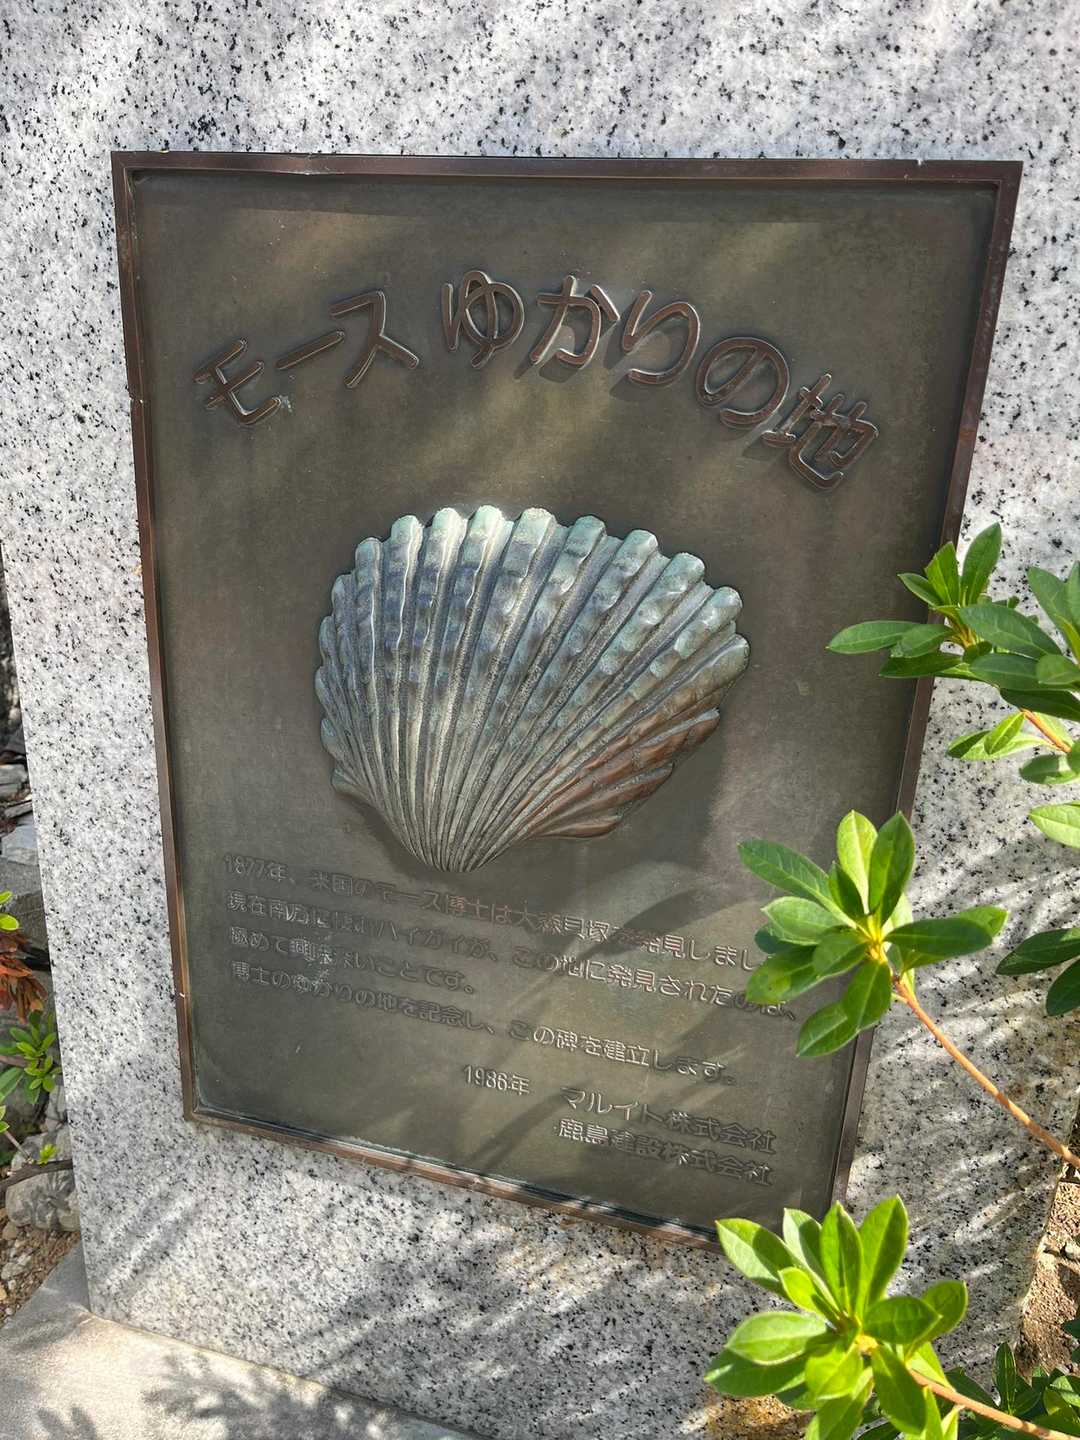 モースゆかりの地
1877年、米国のモース博士は大森貝塚を発見しまし
現在南方に棲むハイガイが、この地に発見されたのは、
極めて興味深いことです。
博士のゆかりの地を記念し、この碑を建立します。
1986年 マルイト株式会社
鹿島建設株式会社